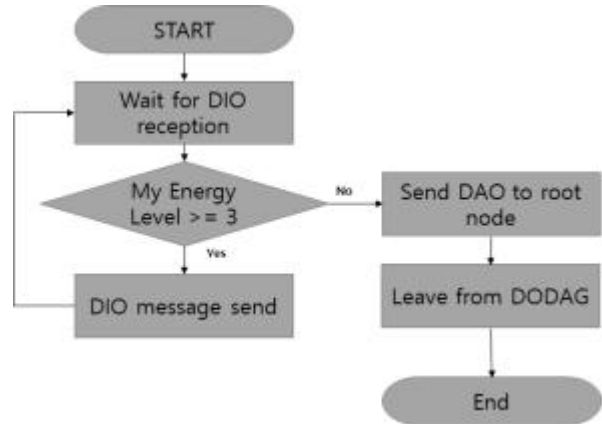 START
Wait for DIO
reception
My Energy
Level >= 3
No
Yes
Send DAO to root
node
DIO message send
Leave from DODAG
End